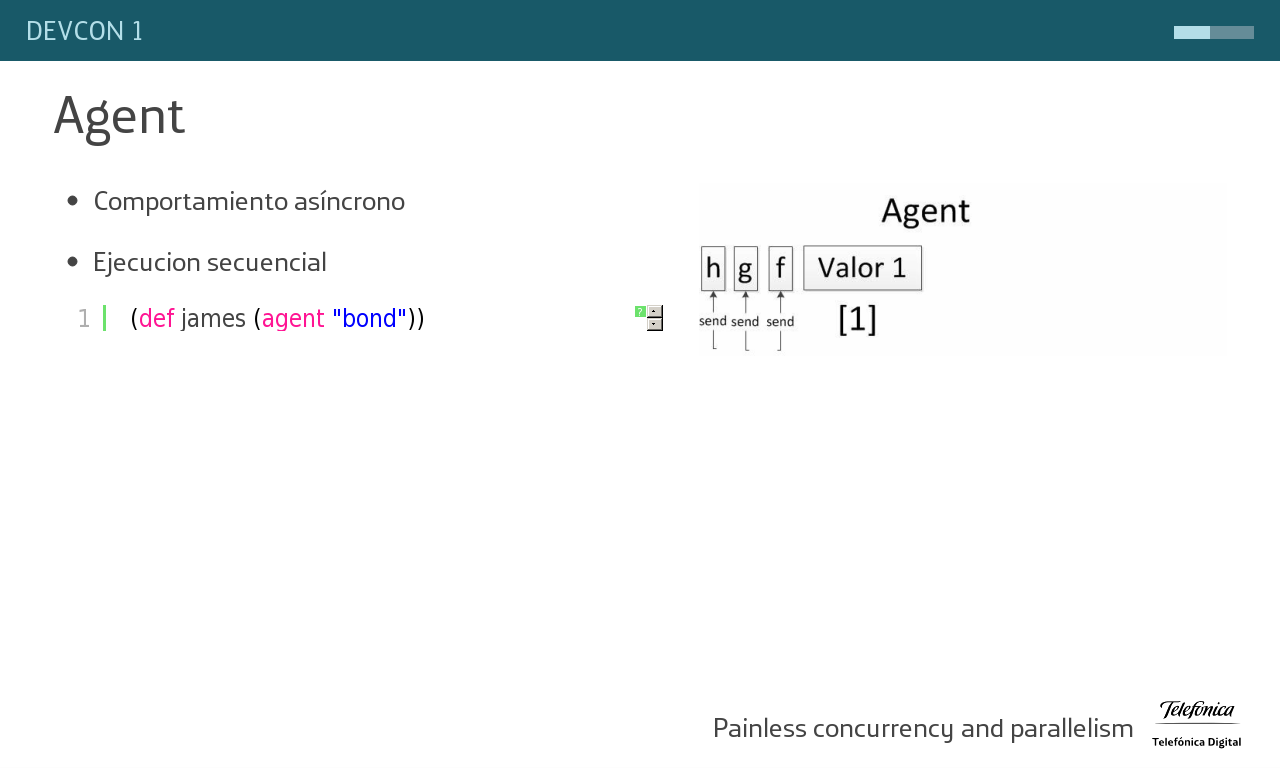 DEVCON 1
Agent
• Comportamiento asíncrono
• Ejecucion secuencial
1 (def james (agent "bond"))
?
Agent
h g f Valor 1
send send send [1]
Painless concurrency and parallelism
Telefónica
Telefónica Digital